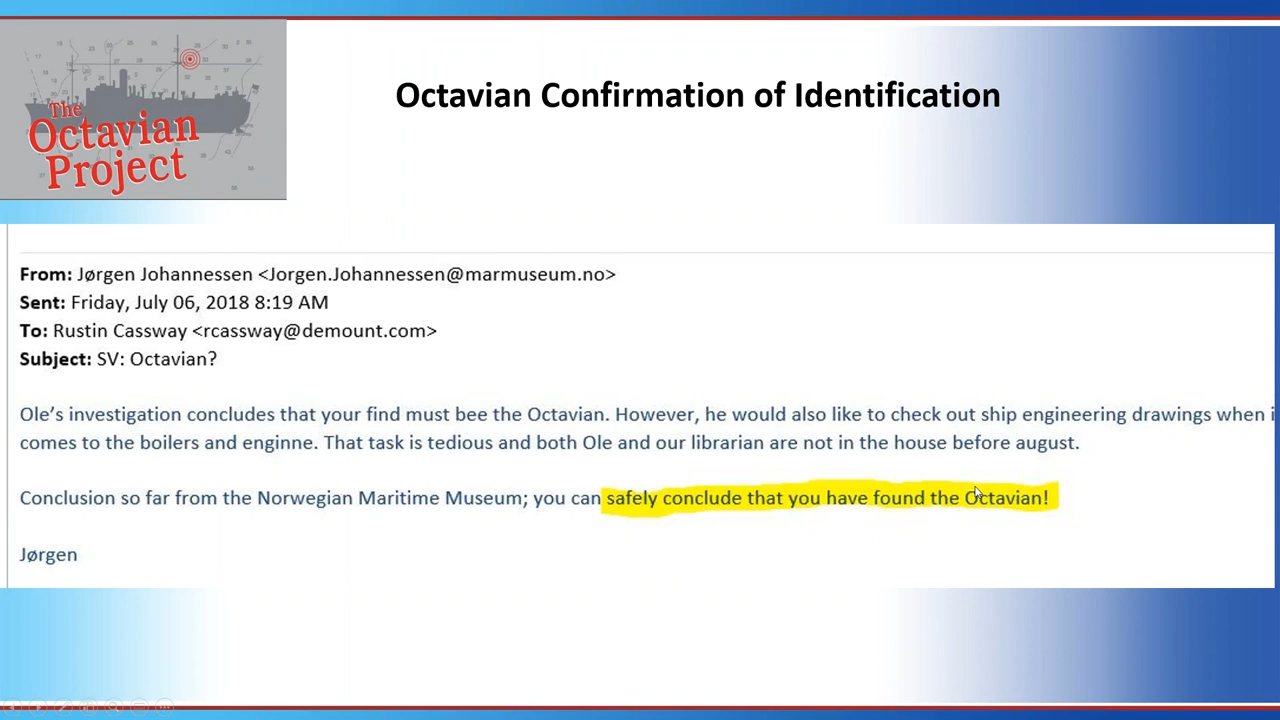 The
Octavian
Project
Octavian Confirmation of Identification
From: Jørgen Johannessen <Jorgen.Johannessen@marmuseum.no>
Sent: Friday, July 06, 2018 8:19 AM
To: Rustin Cassway <rcassway@demount.com>
Subject: SV: Octavian?
Ole's investigation concludes that your find must bee the Octavian. However, he would also like to check out ship engineering drawings when i
comes to the boilers and enginne. That task is tedious and both Ole and our librarian are not in the house before august.
Conclusion so far from the Norwegian Maritime Museum; you can safely conclude that you have found the Octavian!
Jørgen